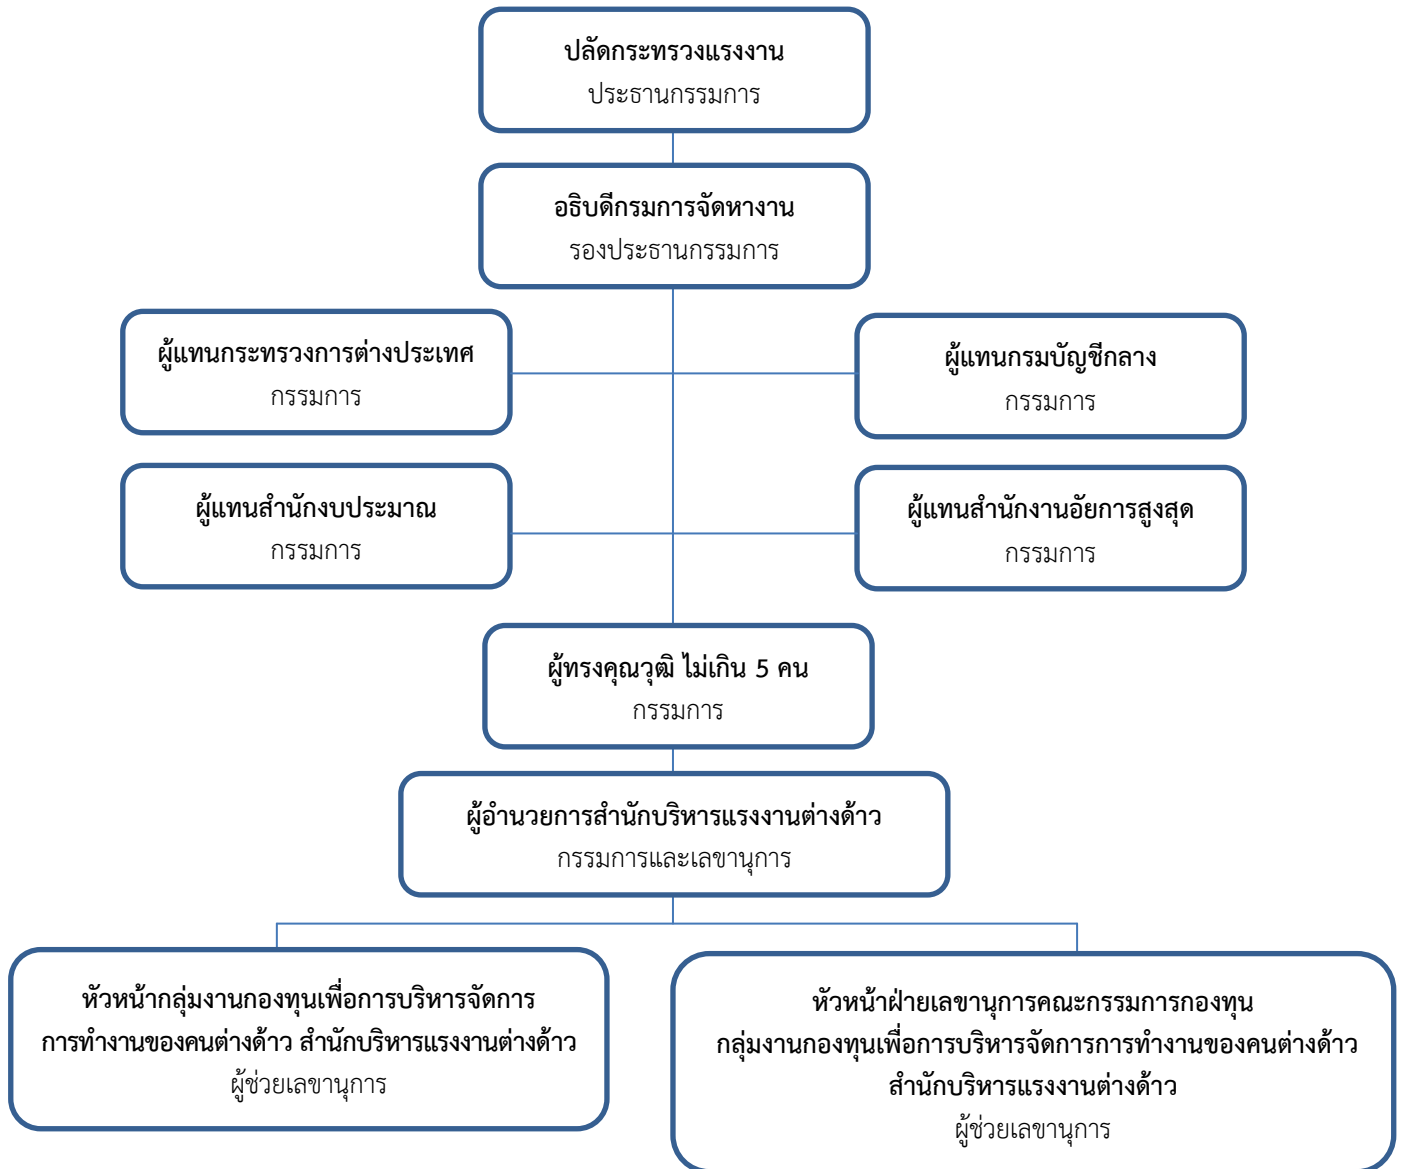 ปลัดกระทรวงแรงงาน
ประธานกรรมการ
อธิบดีกรมการจัดหางาน
รองประธานกรรมการ
ผู้แทนกระทรวงการต่างประเทศ
กรรมการ
ผู้แทนกรมบัญชีกลาง
กรรมการ
ผู้แทนสำนักงบประมาณ
กรรมการ
ผู้แทนสำนักงานอัยการสูงสุด
กรรมการ
ผู้ทรงคุณวุฒิ ไม่เกิน 5 คน
กรรมการ
ผู้อำนวยการสำนักบริหารแรงงานต่างด้าว
กรรมการและเลขานุการ
หัวหน้ากลุ่มงานกองทุนเพื่อการบริหารจัดการ
การทำงานของคนต่างด้าว สำนักบริหารแรงงานต่างด้าว
ผู้ช่วยเลขานุการ
หัวหน้าฝ่ายเลขานุการคณะกรรมการกองทุน
กลุ่มงานกองทุนเพื่อการบริหารจัดการการทำงานของคนต่างด้าว
สำนักบริหารแรงงานต่างด้าว
ผู้ช่วยเลขานุการ